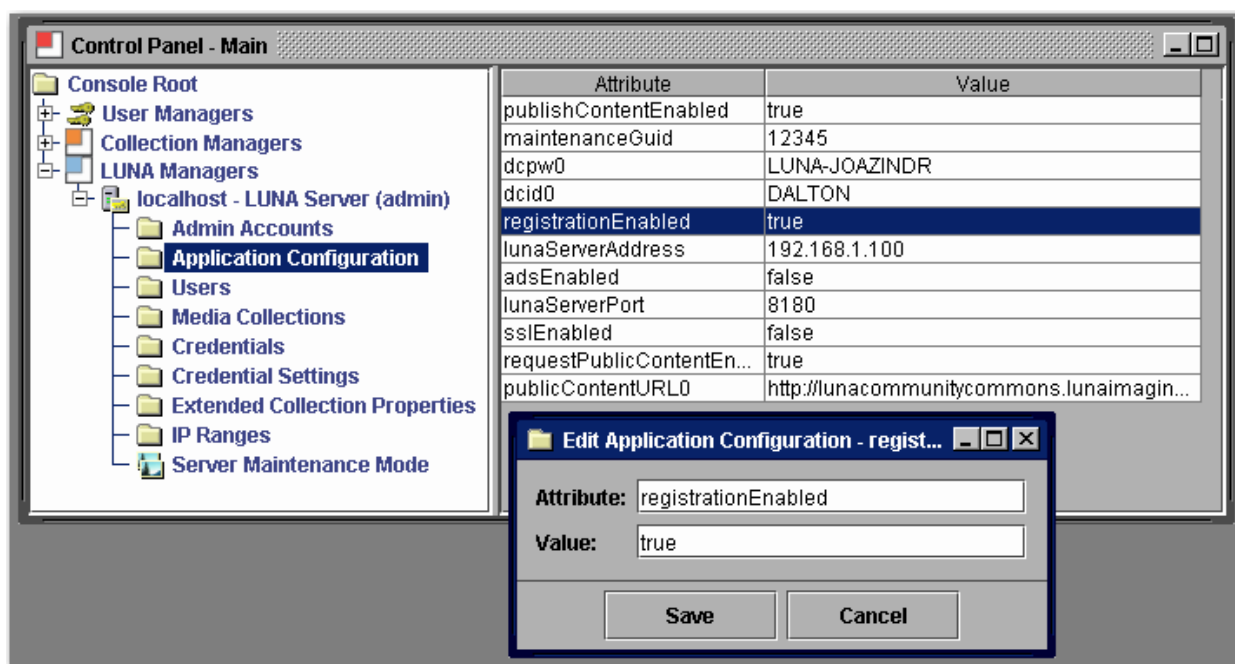 Control Panel - Main
Console Root
User Managers
Collection Managers
LUNA Managers
localhost - LUNA Server (admin)
Admin Accounts
Application Configuration
Users
Media Collections
Credentials
Credential Settings
Extended Collection Properties
IP Ranges
Server Maintenance Mode
Attribute Value
publishContentEnabled true
maintenanceGuid 12345
dcpw0 LUNA-JOAZINDR
dcid0 DALTON
registrationEnabled true
lunaServerAddress 192.168.1.100
adsEnabled false
lunaServerPort 8180
sslEnabled false
requestPublicContentEn... true
publicContentURL0 http://lunacommunitycommons.lunaimagin...
Edit Application Configuration - regist...
Attribute: registrationEnabled
Value: true
Save Cancel